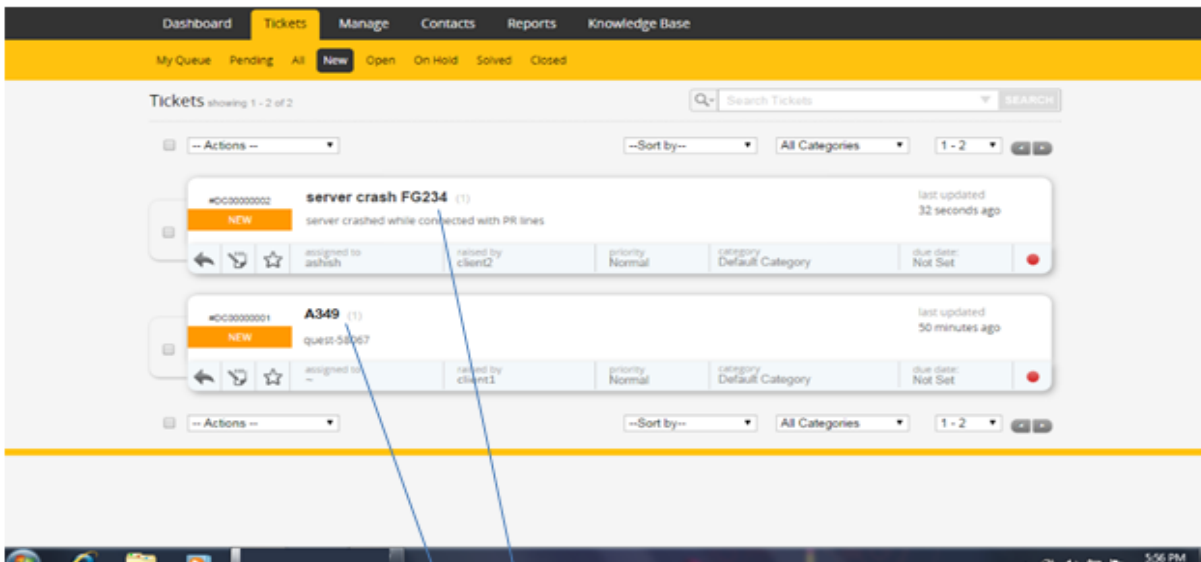 Dashboard Tickets Manage Contacts Reports Knowledge Base
My Queue Pending All New Open On Hold Solved Closed
Tickets showing 1 - 2 of 2 Search Tickets SEARCH
-- Actions -- --Sort by-- All Categories 1 - 2
#DC00000002 server crash FG234 (1) last updated
NEW server crashed while connected with PR lines 32 seconds ago
assigned to raised by priority category due date:
ashish client2 Normal Default Category Not Set
#DC00000001 A349 (1) last updated
NEW quest-58067 50 minutes ago
assigned to raised by priority category due date:
~ client1 Normal Default Category Not Set
-- Actions -- --Sort by-- All Categories 1 - 2
5:56 PM